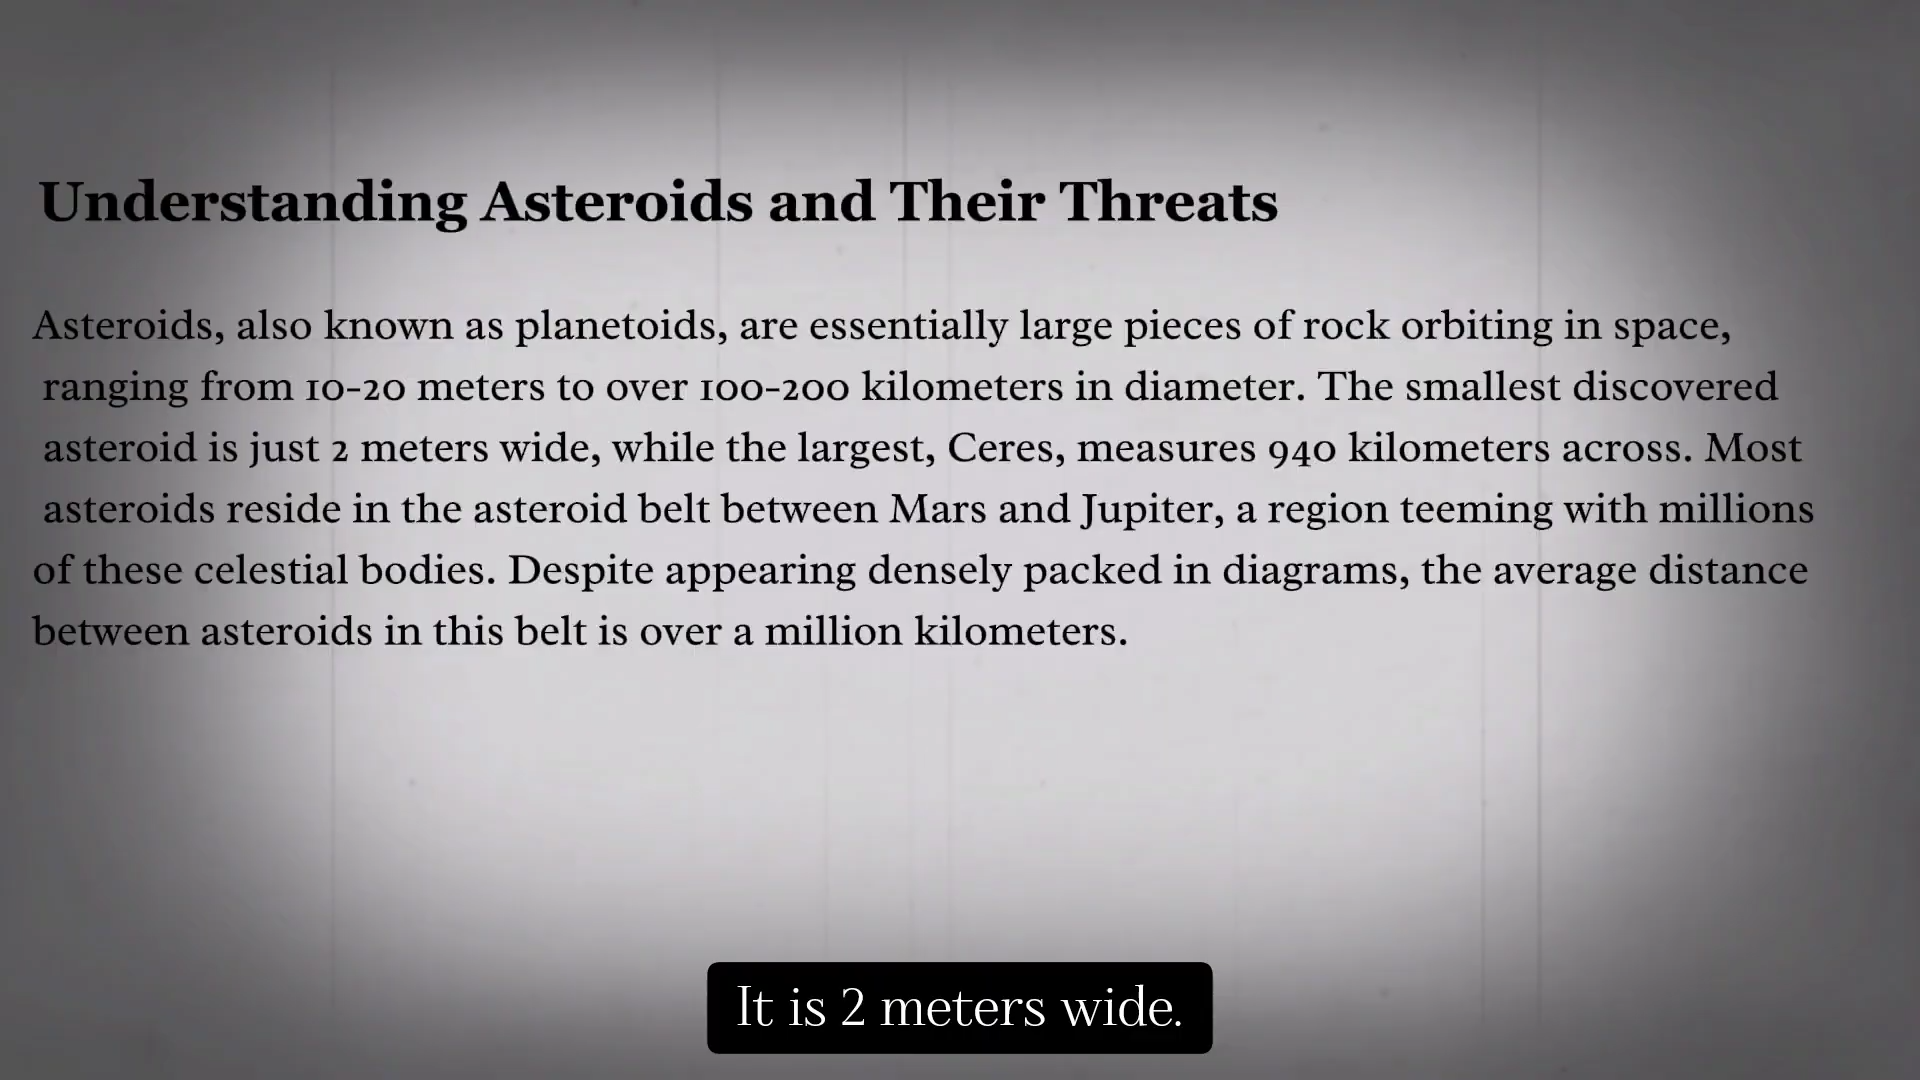 Understanding Asteroids and Their Threats
Asteroids, also known as planetoids, are essentially large pieces of rock orbiting in space,
ranging from 10-20 meters to over 100-200 kilometers in diameter. The smallest discovered
asteroid is just 2 meters wide, while the largest, Ceres, measures 940 kilometers across. Most
asteroids reside in the asteroid belt between Mars and Jupiter, a region teeming with millions
of these celestial bodies. Despite appearing densely packed in diagrams, the average distance
between asteroids in this belt is over a million kilometers.
It is 2 meters wide.